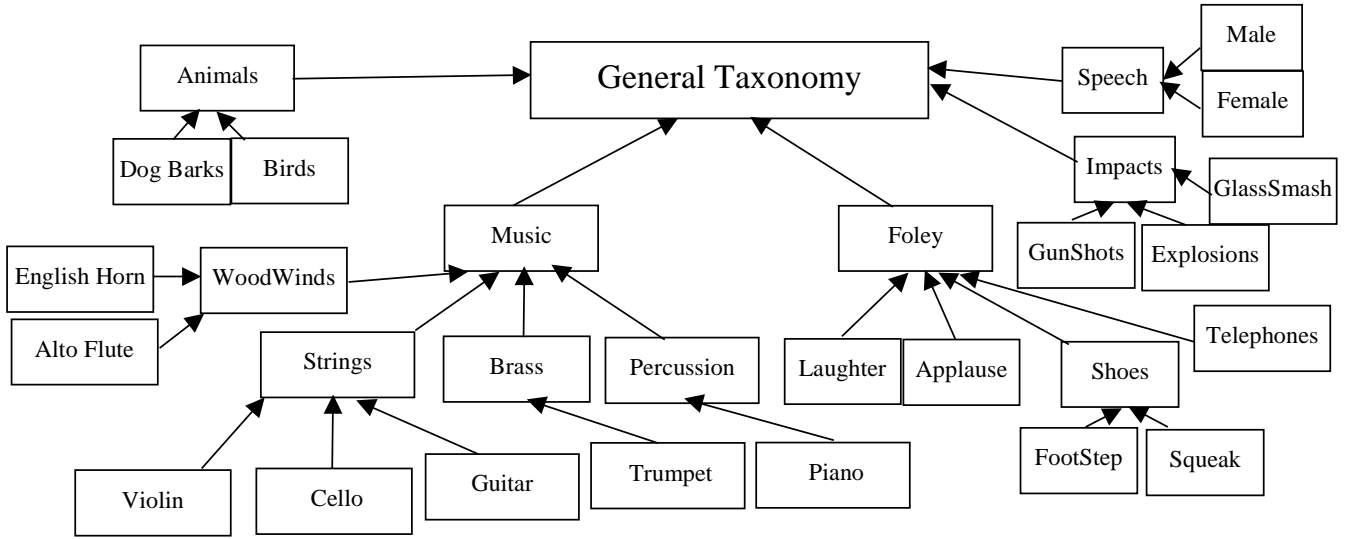 Male
Animals
General Taxonomy
Speech
Female
Dog Barks
Birds
Impacts
GlassSmash
Music
Foley
GunShots
Explosions
English Horn
WoodWinds
Alto Flute
Strings
Brass
Percussion
Laughter
Applause
Shoes
Telephones
FootStep
Squeak
Violin
Cello
Guitar
Trumpet
Piano